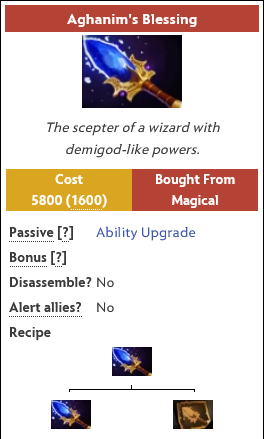 Aghanim's Blessing
The scepter of a wizard with
demigod-like powers.
Cost
5800 (1600)
Bought From
Magical
Passive [?] Ability Upgrade
Bonus [?]
Disassemble? No
Alert allies? No
Recipe